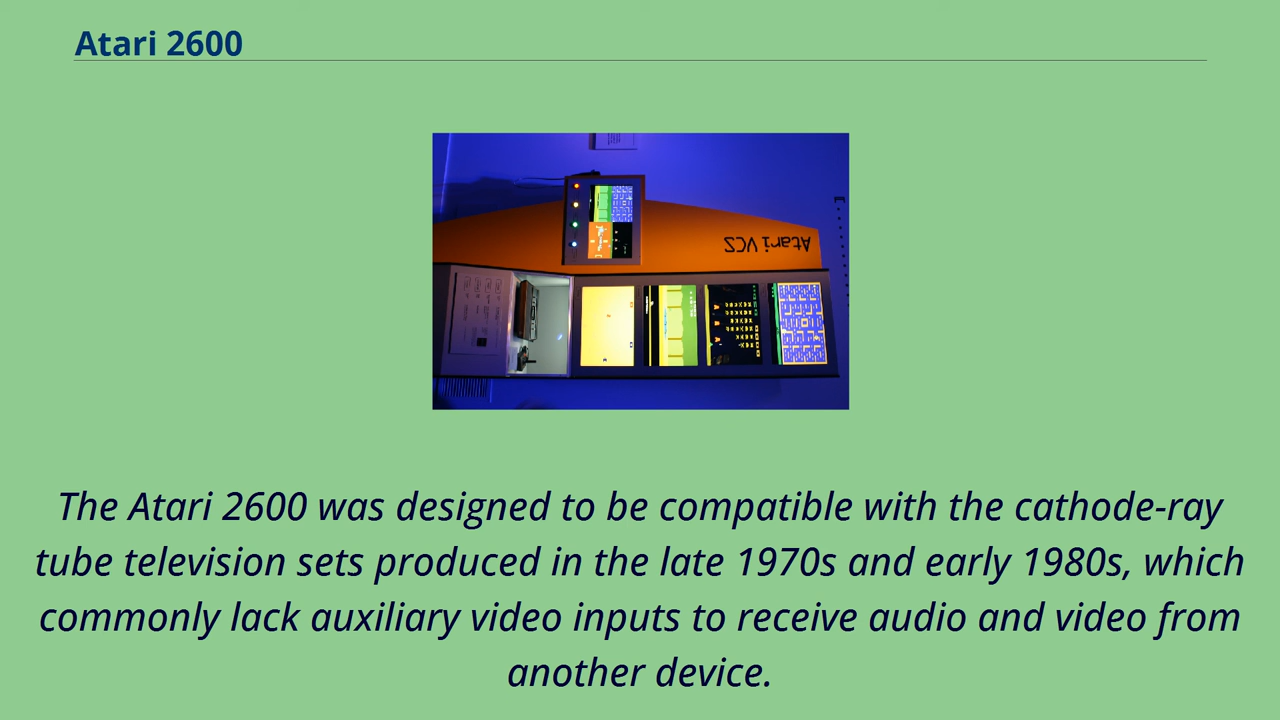 Atari 2600
Atari VCS
The Atari 2600 was designed to be compatible with the cathode-ray
tube television sets produced in the late 1970s and early 1980s, which
commonly lack auxiliary video inputs to receive audio and video from
another device.